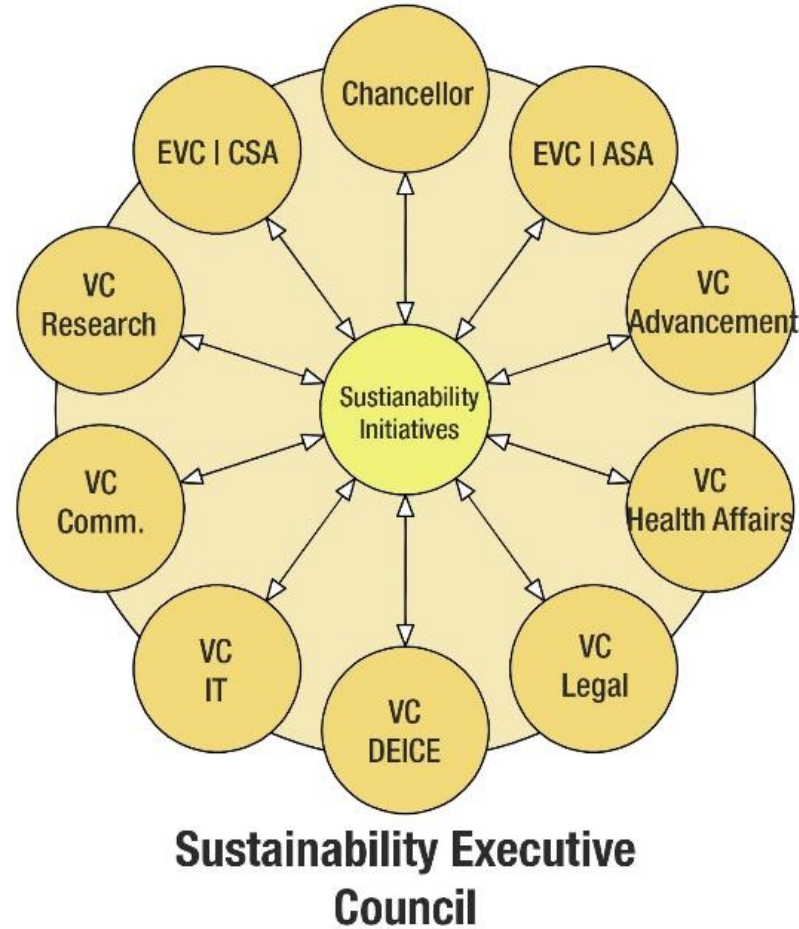 Chancellor
EVC | CSA
EVC | ASA
VC
Research
VC
Advancement
Sustianability
Initiatives
VC
Comm.
VC
Health Affairs
VC
IT
VC
Legal
VC
DEICE
Sustainability Executive
Council